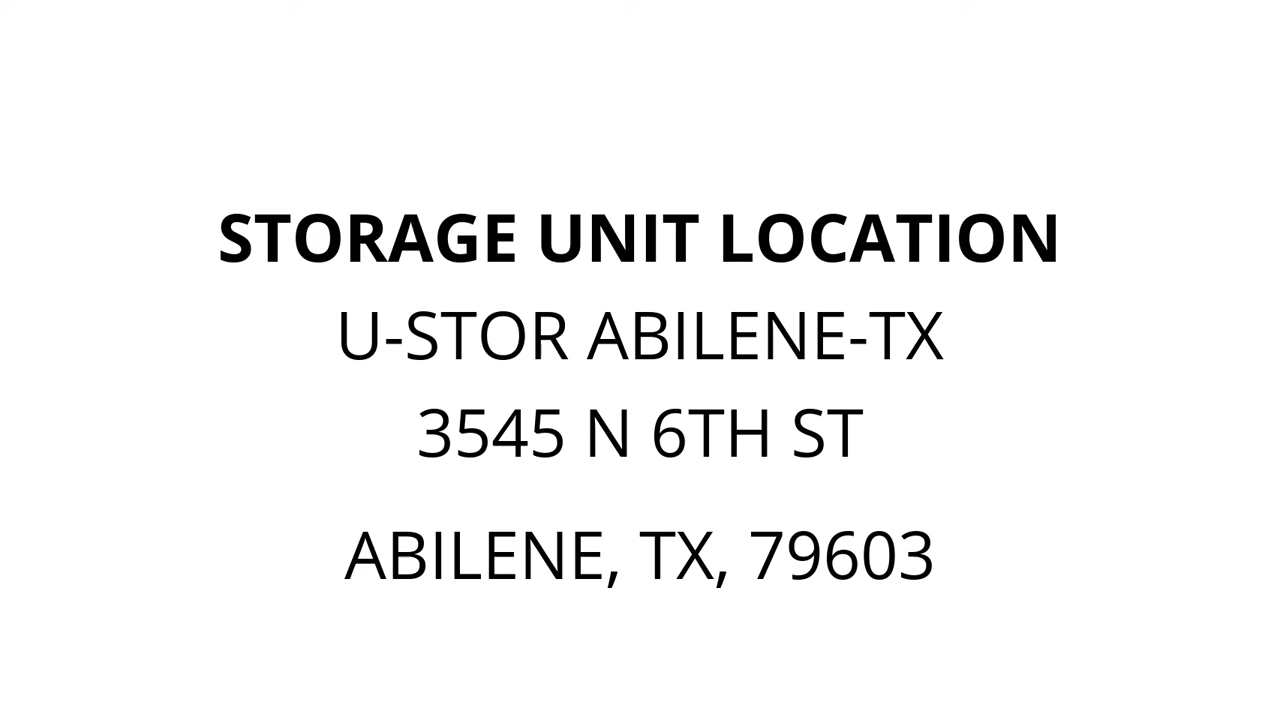 STORAGE UNIT LOCATION
U-STOR ABILENE-TX
3545 N 6TH ST
ABILENE, TX, 79603